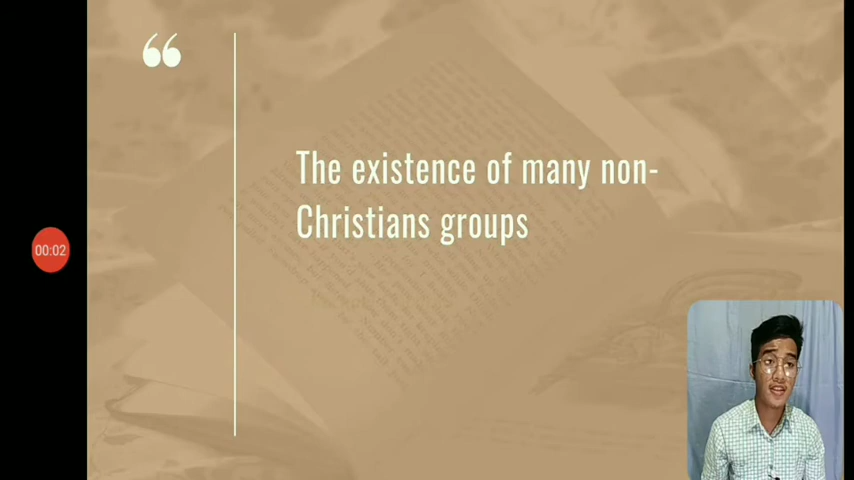 “
The existence of many non-
Christians groups
00:02